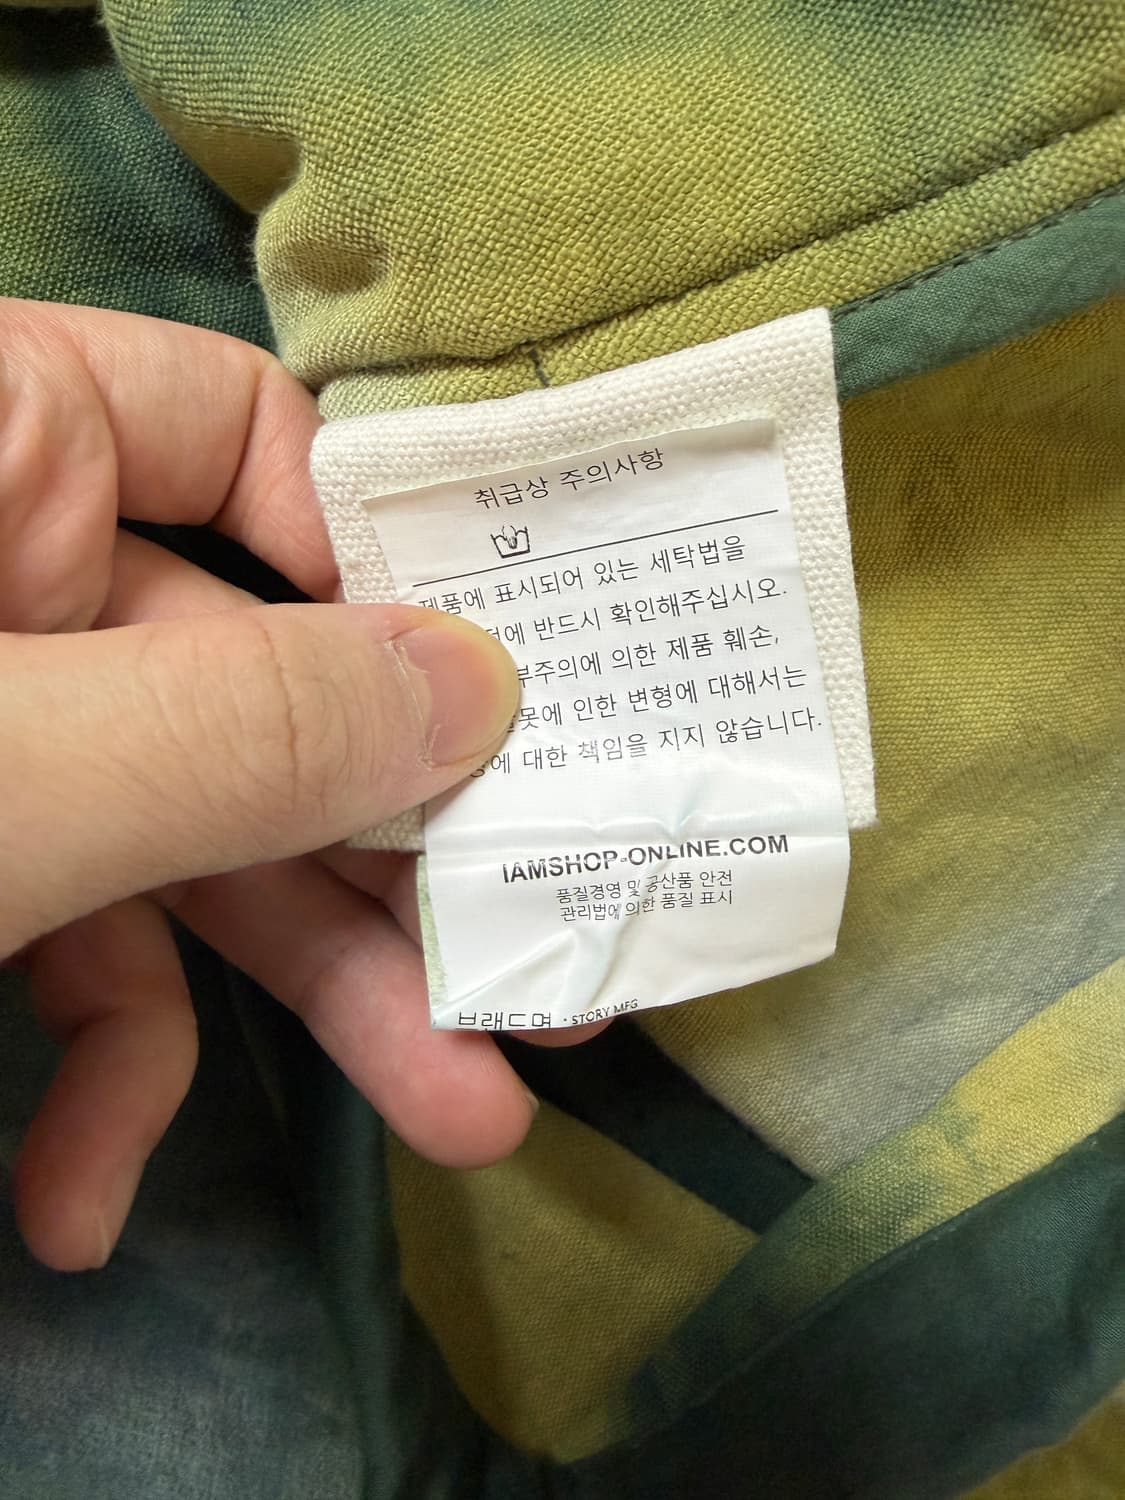 취급상 주의사항
제품에 표시되어 있는 세탁법을
에 반드시 확인해주십시오.
부주의에 의한 제품 훼손,
인한 변형에 대해서는
대한 책임을 지지 않습니다.
IAMSHOP-ONLINE.COM
품질경영 및 공산품 안전
관리법에 의한 품질 표시
브랜드명 · STORY MFG